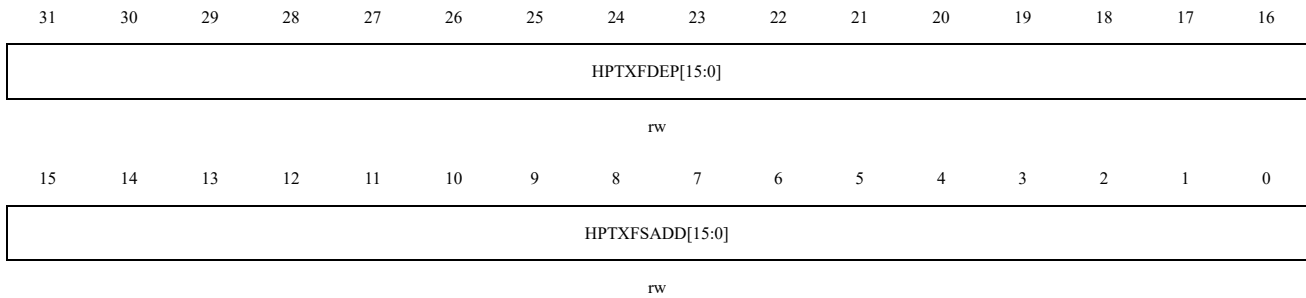 31 30 29 28 27 26 25 24 23 22 21 20 19 18 17 16
HPTXFDEP[15:0]
rw
15 14 13 12 11 10 9 8 7 6 5 4 3 2 1 0
HPTXFSADD[15:0]
rw